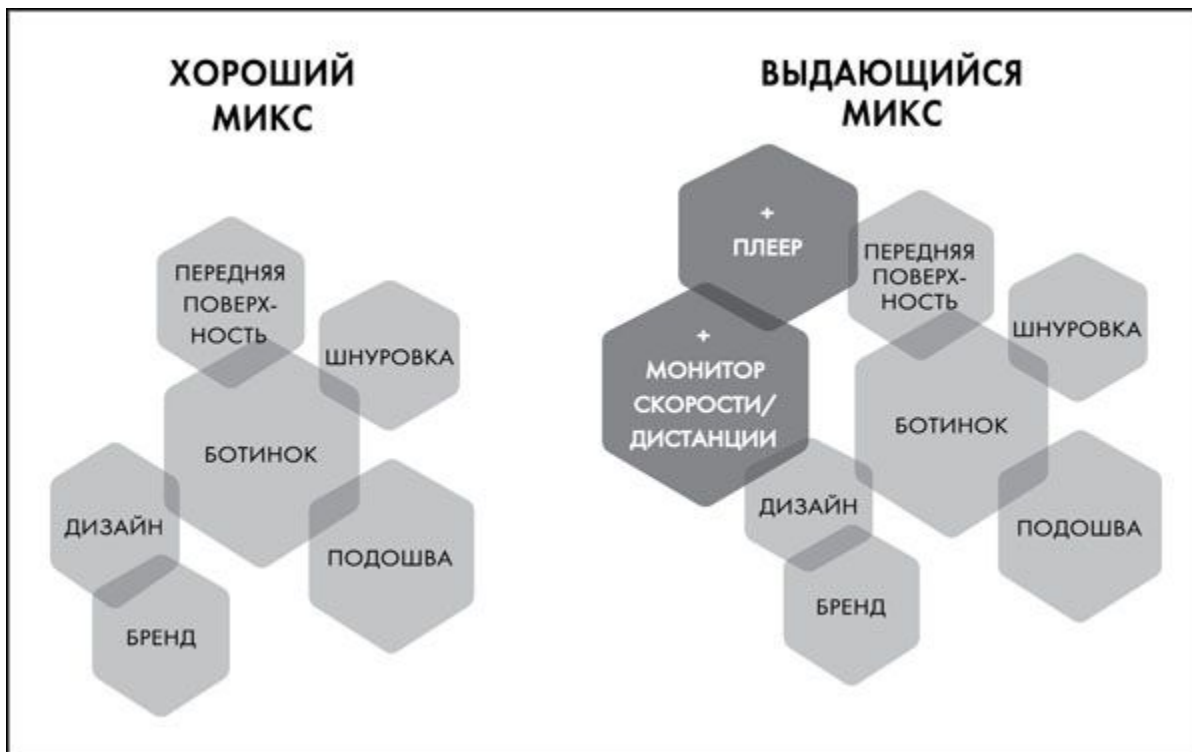 ХОРОШИЙ
МИКС
ПЕРЕДНЯЯ
ПОВЕРХ-
НОСТЬ
ШНУРОВКА
БОТИНОК
ДИЗАЙН
ПОДОШВА
БРЕНД
ВЫДАЮЩИЙСЯ
МИКС
+
ПЛЕЕР
ПЕРЕДНЯЯ
ПОВЕРХ-
НОСТЬ
ШНУРОВКА
+
МОНИТОР
СКОРОСТИ/
ДИСТАНЦИИ
БОТИНОК
ДИЗАЙН
ПОДОШВА
БРЕНД